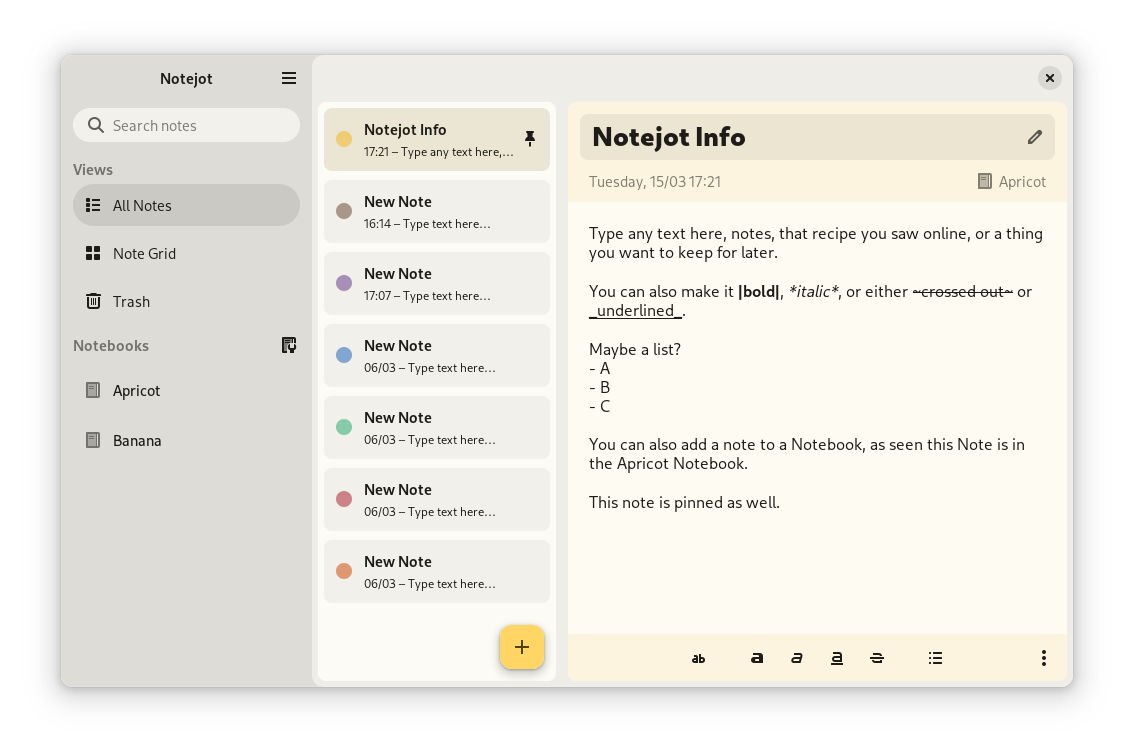 Notejot
Search notes
Views
All Notes
Note Grid
Trash
Notebooks
Apricot
Banana
Notejot Info
17:21 – Type any text here,…
New Note
16:14 – Type text here…
New Note
17:07 – Type text here…
New Note
06/03 – Type text here…
New Note
06/03 – Type text here…
New Note
06/03 – Type text here…
New Note
06/03 – Type text here…
Notejot Info
Tuesday, 15/03 17:21
Apricot
Type any text here, notes, that recipe you saw online, or a thing
you want to keep for later.
You can also make it |bold|, *italic*, or either ~crossed out~ or
_underlined_.
Maybe a list?
- A
- B
- C
You can also add a note to a Notebook, as seen this Note is in
the Apricot Notebook.
This note is pinned as well.
ab
a
a
a